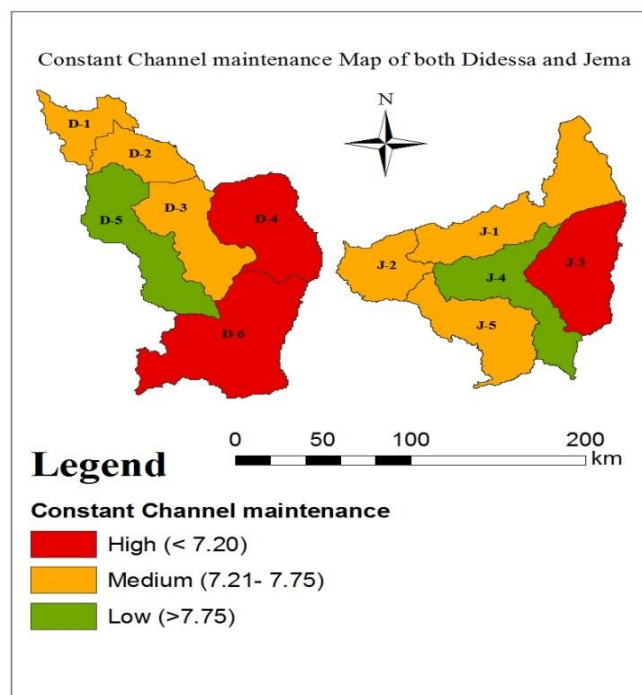 Constant Channel maintenance Map of both Didessa and Jema
N
D-1
D-2
D-5
D-3
D-4
D-6
J-1
J-2
J-4
J-3
J-5
0 50 100 200
km
Legend
Constant Channel maintenance
High (< 7.20)
Medium (7.21- 7.75)
Low (>7.75)